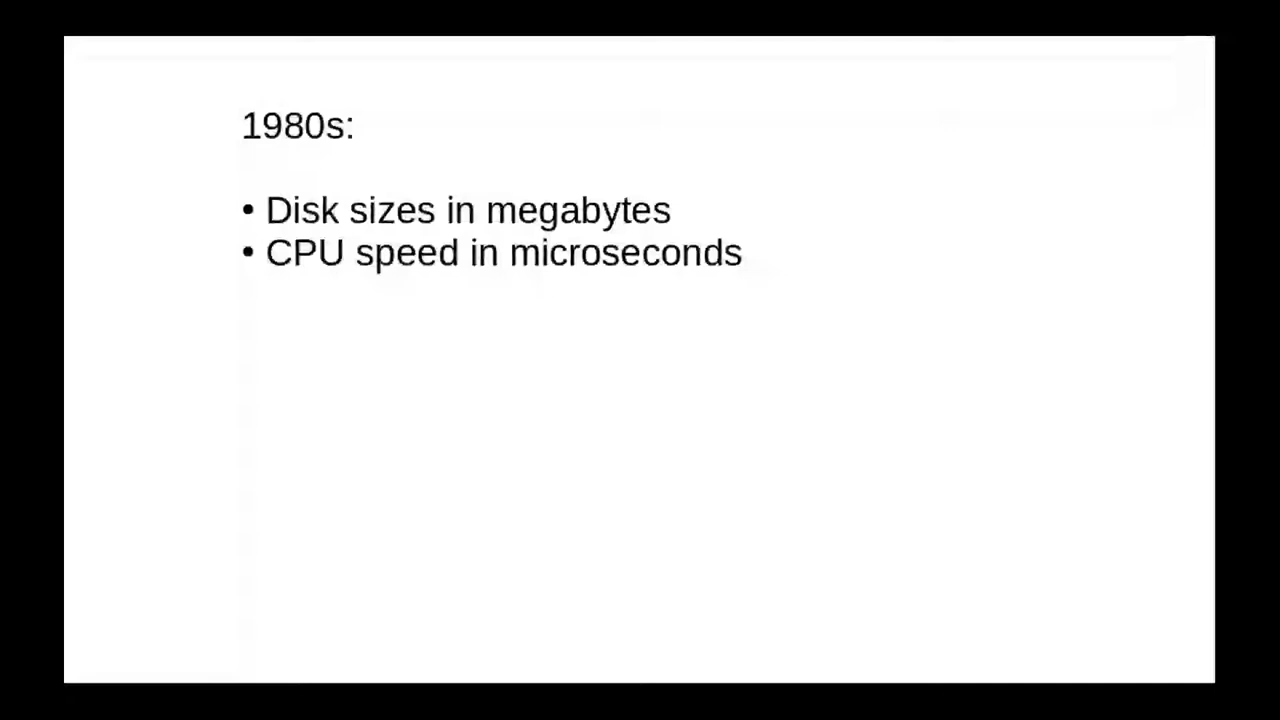 1980s:
• Disk sizes in megabytes
• CPU speed in microseconds